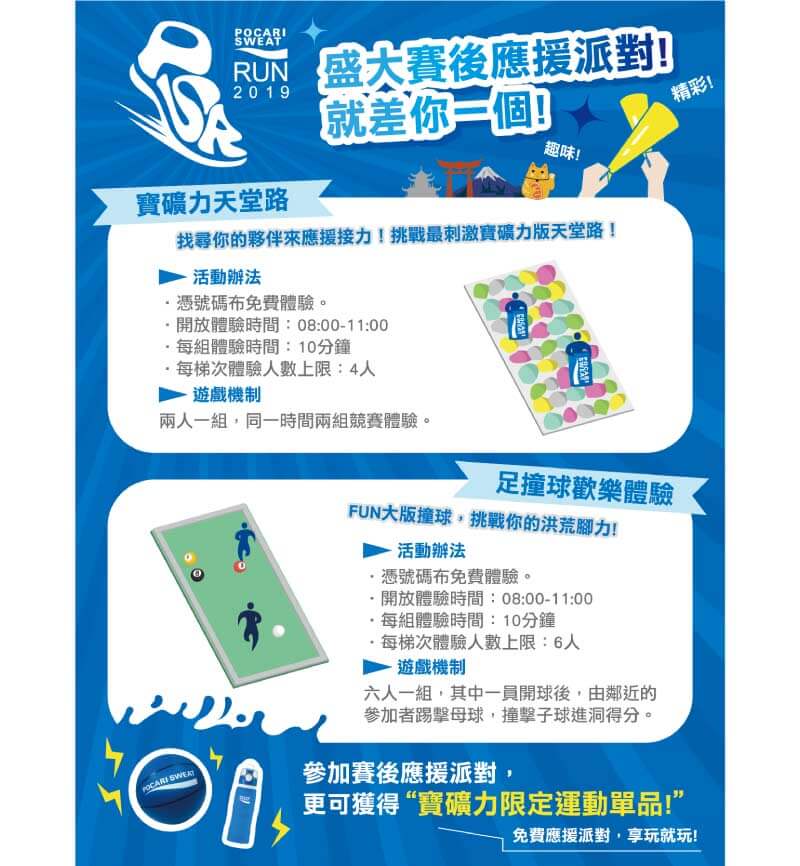 POCARI
SWEAT
RUN
2019
盛大賽後應援派對!
就差你一個!
精彩!
趣味!
寶礦力天堂路
找尋你的夥伴來應援接力！挑戰最刺激寶礦力版天堂路！
活動辦法
·憑號碼布免費體驗。
·開放體驗時間：08:00-11:00
·每組體驗時間：10分鐘
·每梯次體驗人數上限：4人
遊戲機制
兩人一組，同一時間兩組競賽體驗。
POCARI
SWEAT
POCARI
SWEAT
足撞球歡樂體驗
FUN大版撞球，挑戰你的洪荒腳力!
活動辦法
·憑號碼布免費體驗。
·開放體驗時間：08:00-11:00
·每組體驗時間：10分鐘
·每梯次體驗人數上限：6人
遊戲機制
六人一組，其中一員開球後，由鄰近的
參加者踢擊母球，撞擊子球進洞得分。
8
POCARI SWEAT
參加賽後應援派對，
更可獲得“寶礦力限定運動單品!”
免費應援派對，享玩就玩!